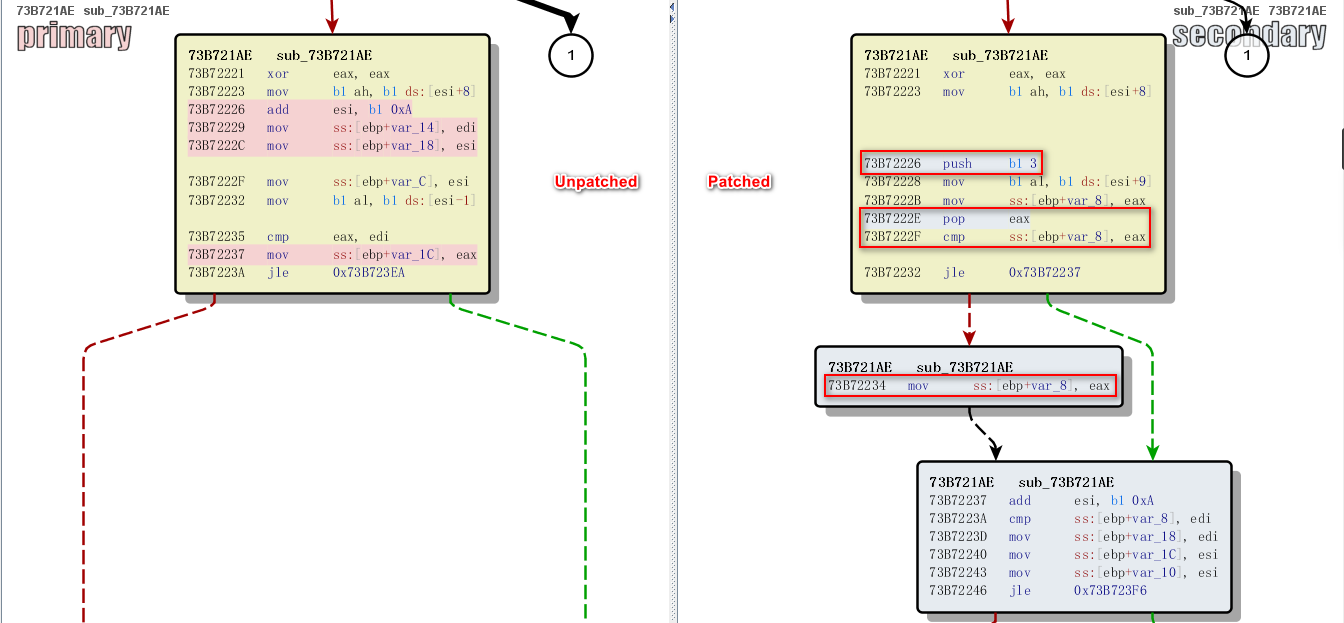 73B721AE sub_73B721AE
primary
1
73B721AE sub_73B721AE
73B72221 xor eax, eax
73B72223 mov b1 ah, b1 ds:[esi+8]
73B72226 add esi, b1 0xA
73B72229 mov ss:[ebp+var_14], edi
73B7222C mov ss:[ebp+var_18], esi
73B7222F mov ss:[ebp+var_C], esi
73B72232 mov b1 al, b1 ds:[esi-1]
73B72235 cmp eax, edi
73B72237 mov ss:[ebp+var_1C], eax
73B7223A jle 0x73B723EA
Unpatched
sub_73B721AE 73B721AE
secondary
1
73B721AE sub_73B721AE
73B72221 xor eax, eax
73B72223 mov b1 ah, b1 ds:[esi+8]
73B72226 push b1 3
73B72228 mov b1 al, b1 ds:[esi+9]
73B7222B mov ss:[ebp+var_8], eax
73B7222E pop eax
73B7222F cmp ss:[ebp+var_8], eax
73B72232 jle 0x73B72237
Patched
73B721AE sub_73B721AE
73B72234 mov ss:[ebp+var_8], eax
73B721AE sub_73B721AE
73B72237 add esi, b1 0xA
73B7223A cmp ss:[ebp+var_8], edi
73B7223D mov ss:[ebp+var_18], edi
73B72240 mov ss:[ebp+var_1C], esi
73B72243 mov ss:[ebp+var_10], esi
73B72246 jle 0x73B723F6